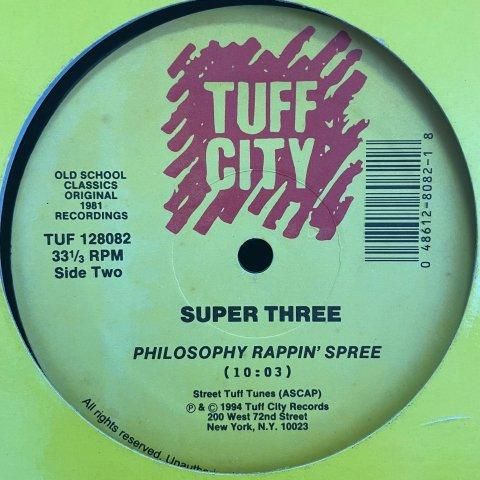 TUFF
CITY
OLD SCHOOL
CLASSICS
ORIGINAL
1981
RECORDINGS
TUF 128082
33 1/3 RPM
Side Two
0 48612-8082-1 8
SUPER THREE
PHILOSOPHY RAPPIN' SPREE
(10:03)
Street Tuff Tunes (ASCAP)
℗ & © 1994 Tuff City Records
200 West 72nd Street
New York, N.Y. 10023
All rights reserved.